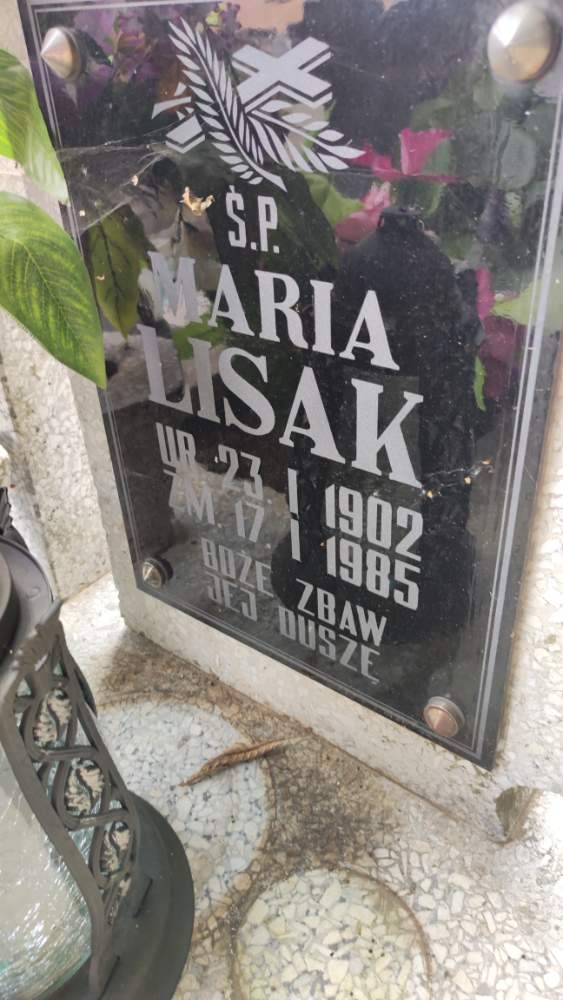 Ś.P.
MARIA
LISAK
UR. 23. I 1902
ZM. 17. I 1985
BOŻE ZBAW
JEJ DUSZĘ